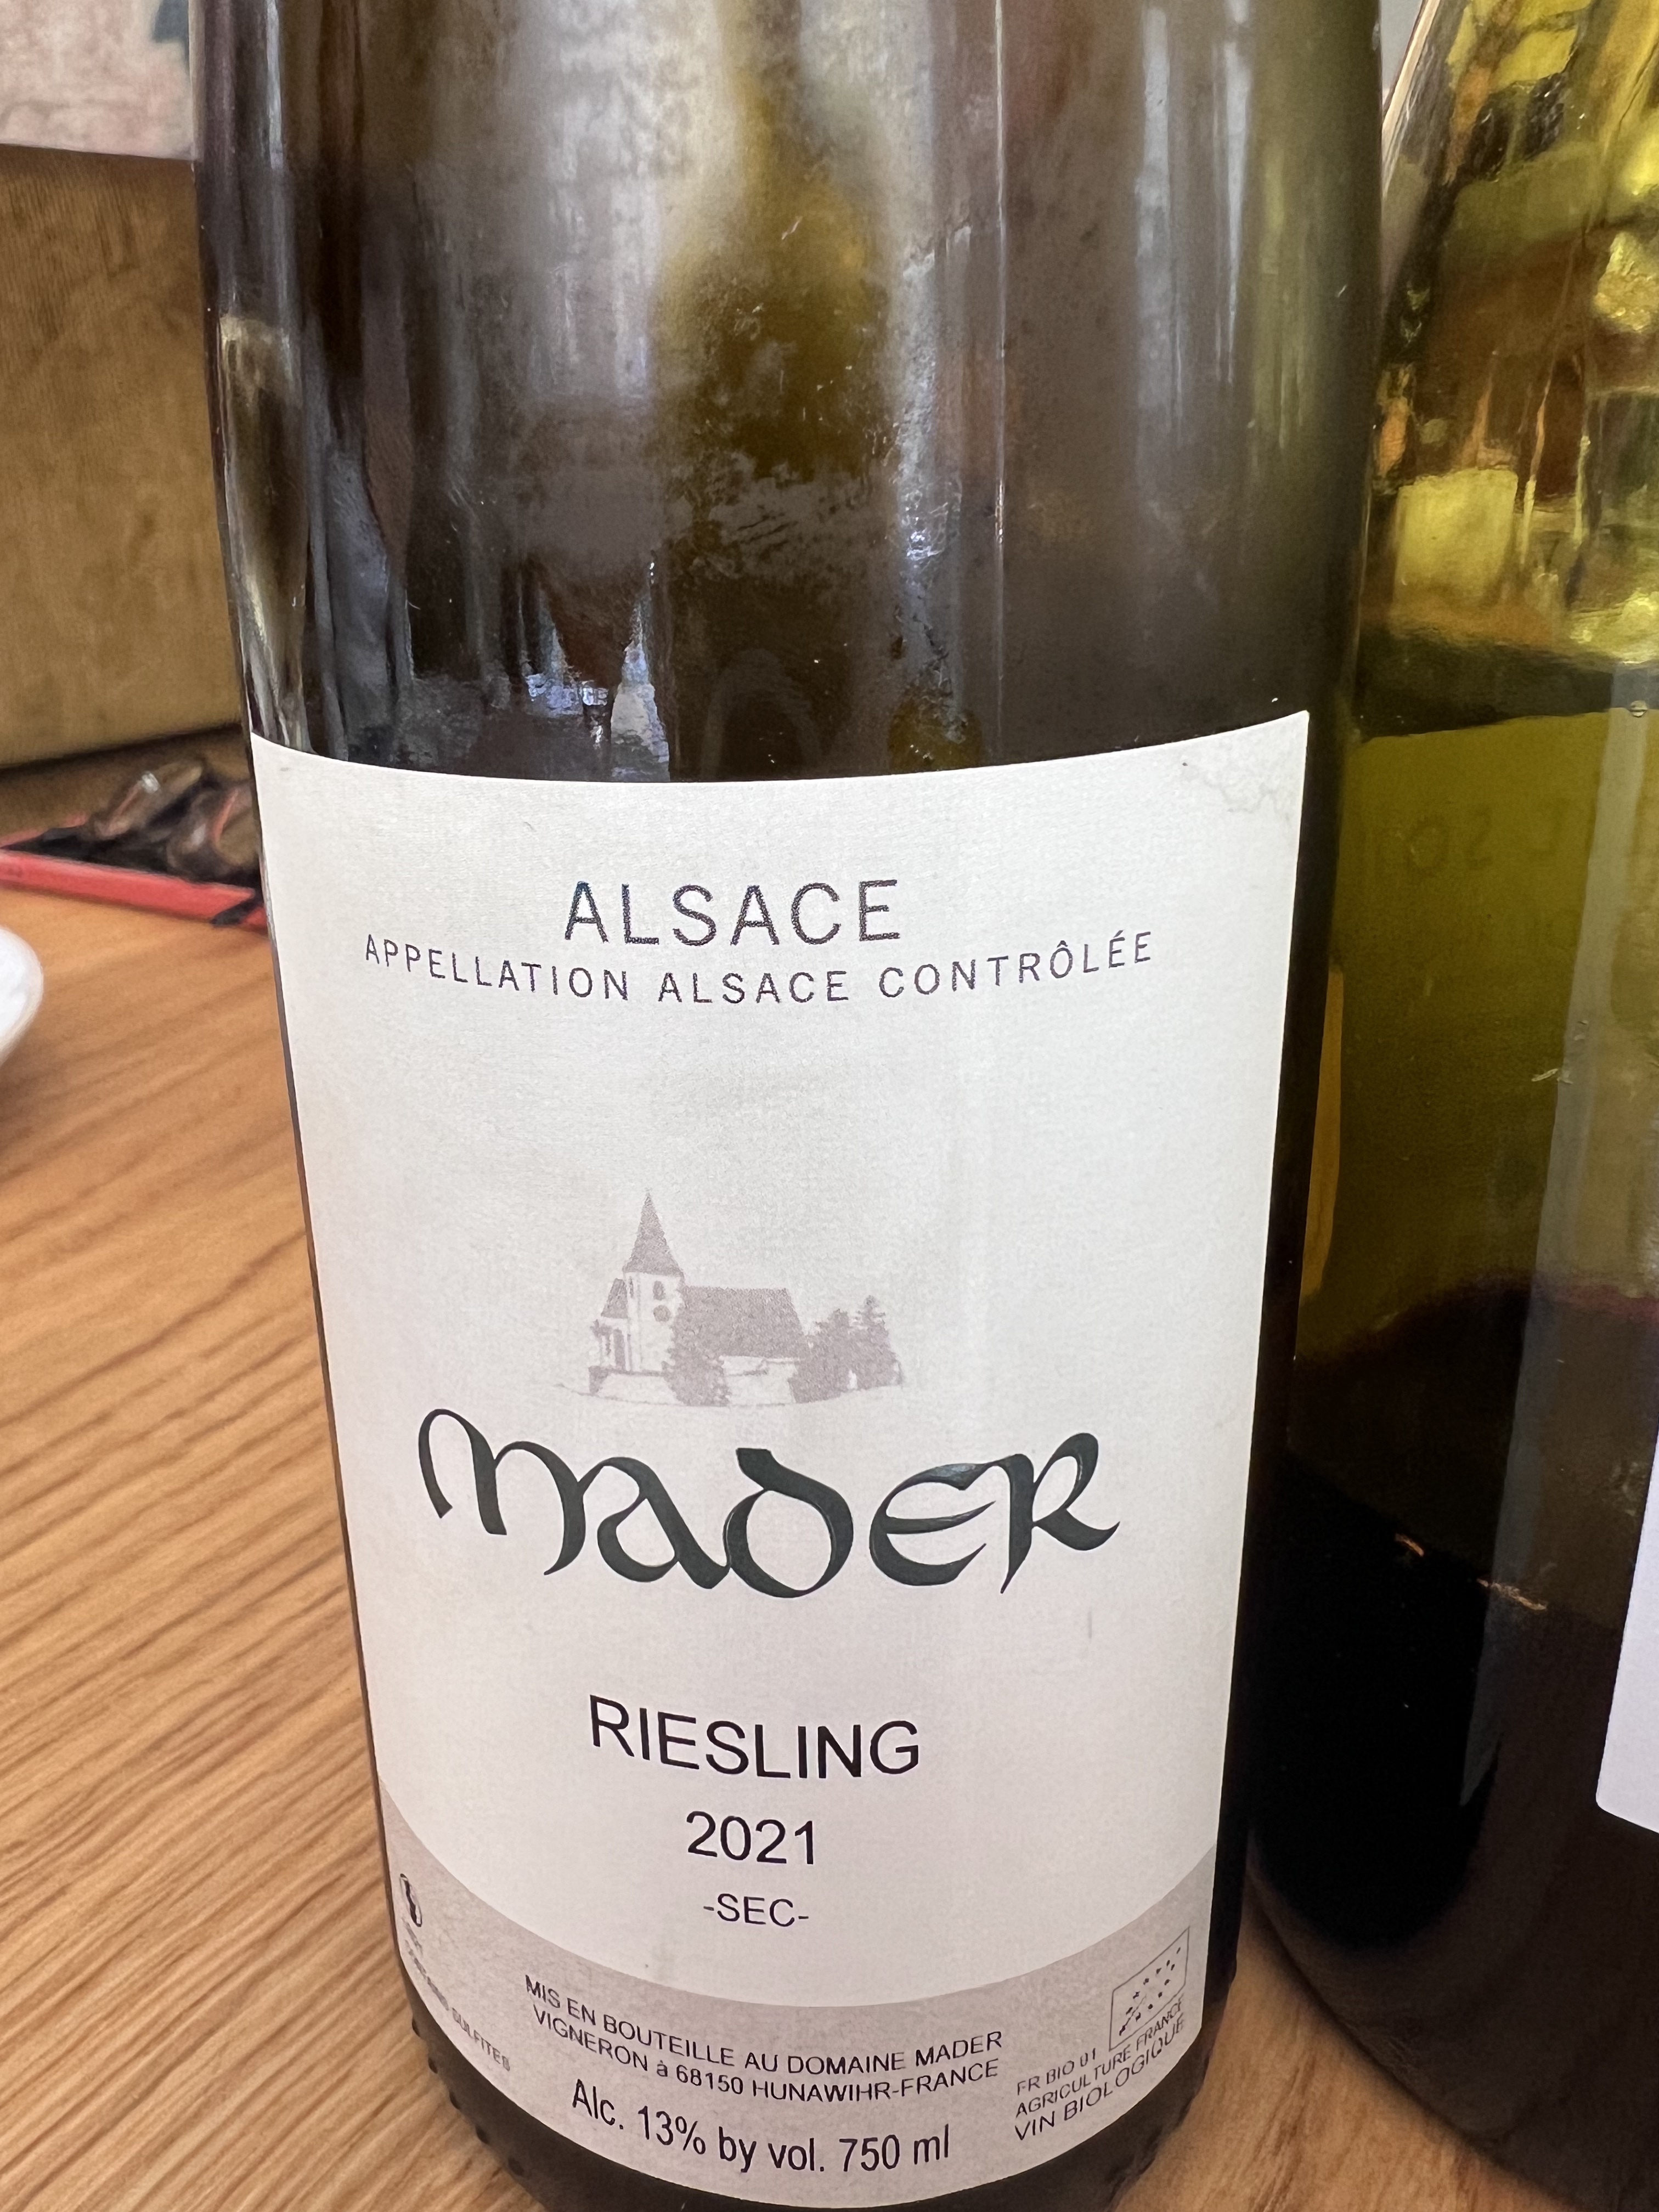 ALSACE
APPELLATION ALSACE CONTRÔLÉE
MADER
RIESLING
2021
-SEC-
SULFITES
MIS EN BOUTEILLE AU DOMAINE MADER
VIGNERON à 68150 HUNAWIHR-FRANCE
Alc. 13% by vol. 750 ml
FR BIO 01
AGRICULTURE FRANCE
VIN BIOLOGIQUE